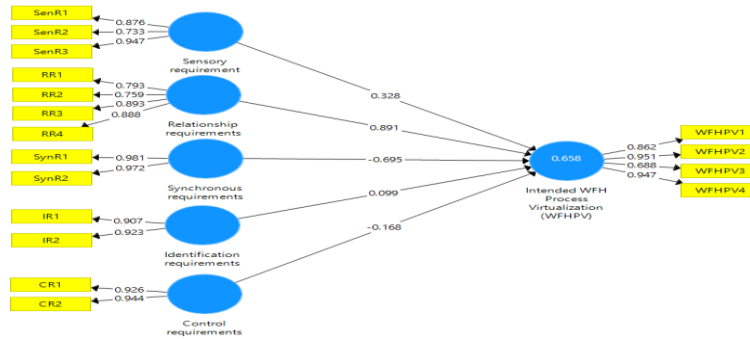 SenR1
SenR2
SenR3
0.876
0.733
0.947
Sensory
requirement
RR1
RR2
RR3
RR4
0.793
0.759
0.893
0.888
Relationship
requirements
SynR1
SynR2
0.981
0.972
Synchronous
requirements
IR1
IR2
0.907
0.923
Identification
requirements
CR1
CR2
0.926
0.944
Control
requirements
0.328
0.891
-0.695
0.099
-0.168
0.658
Intended WFH
Process
Virtualization
(WFHPV)
0.862
0.951
0.688
0.947
WFHPV1
WFHPV2
WFHPV3
WFHPV4